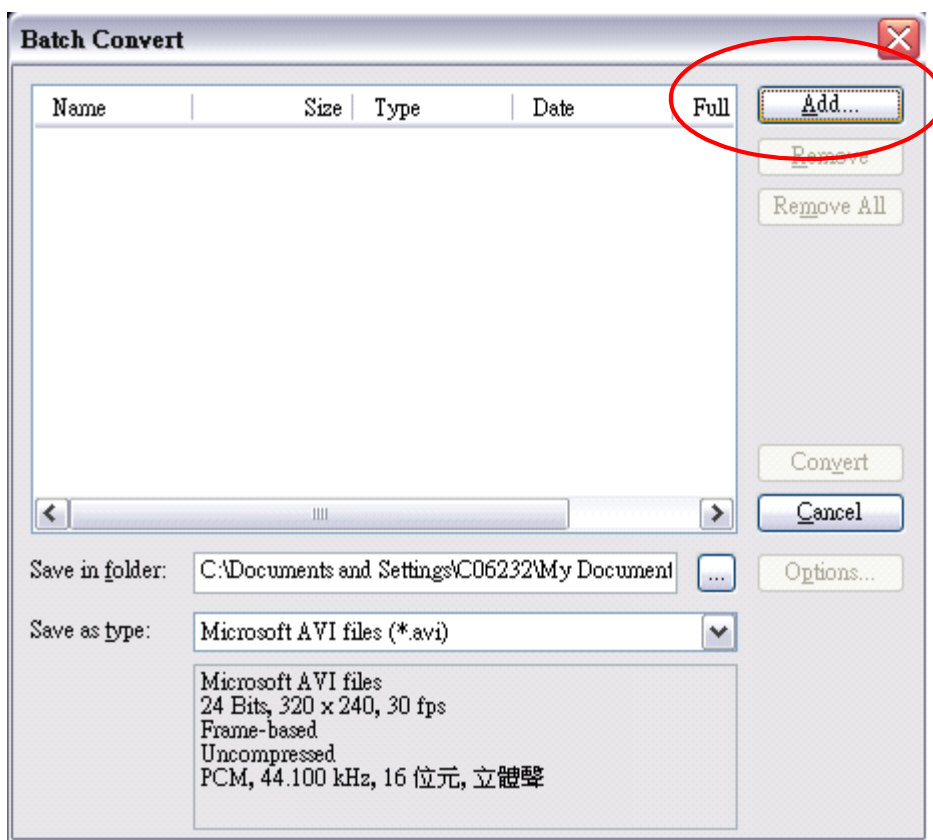 Batch Convert
Name Size Type Date Full
Add...
Remove
Remove All
Convert
Cancel
Save in folder: C:\Documents and Settings\C06232\My Document ...
Options...
Save as type: Microsoft AVI files (*.avi)
Microsoft AVI files
24 Bits, 320 x 240, 30 fps
Frame-based
Uncompressed
PCM, 44.100 kHz, 16 位元, 立體聲